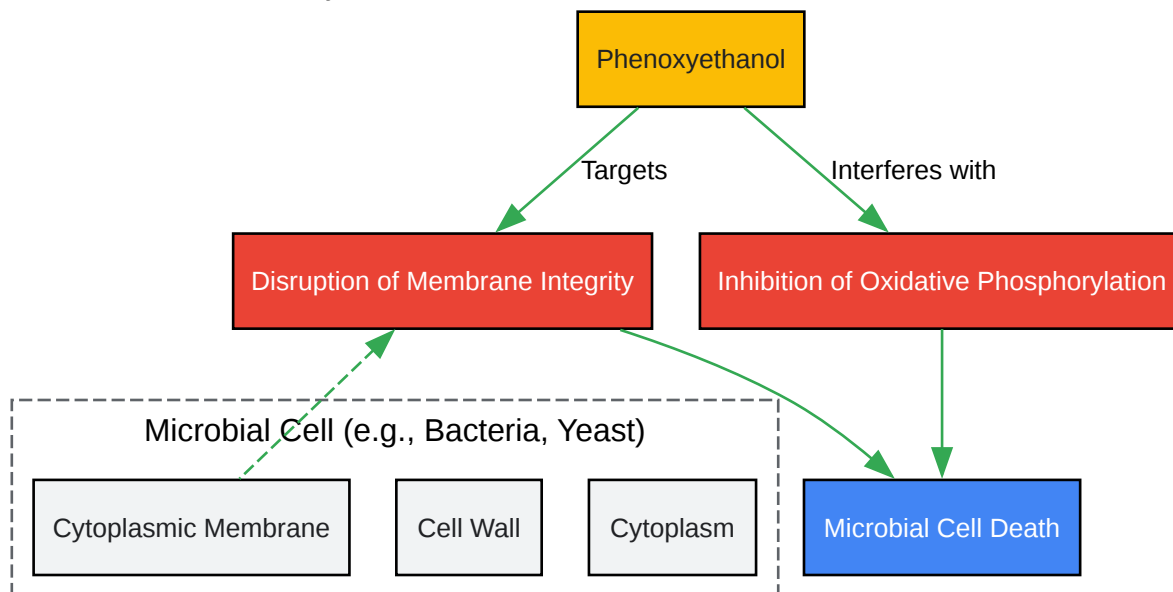 Phenoxyethanol
Targets
Interferes with
Disruption of Membrane Integrity
Inhibition of Oxidative Phosphorylation
Microbial Cell (e.g., Bacteria, Yeast)
Cytoplasmic Membrane
Cell Wall
Cytoplasm
Microbial Cell Death